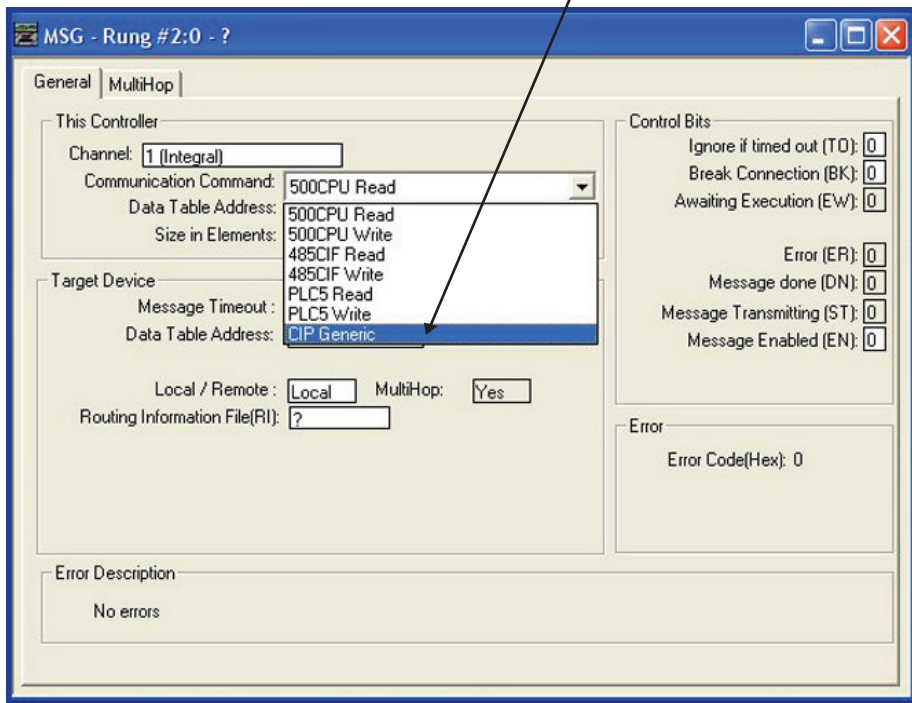 MSG - Rung #2:0 - ?
General
MultiHop
This Controller
Channel: 1 (Integral)
Communication Command: 500CPU Read
Data Table Address:
Size in Elements:
500CPU Read
500CPU Write
485CIF Read
485CIF Write
PLC5 Read
PLC5 Write
CIP Generic
Target Device
Message Timeout :
Data Table Address:
Local / Remote : Local MultiHop: Yes
Routing Information File(RI): ?
Control Bits
Ignore if timed out (TO): 0
Break Connection (BK): 0
Awaiting Execution (EW): 0
Error (ER): 0
Message done (DN): 0
Message Transmitting (ST): 0
Message Enabled (EN): 0
Error
Error Code(Hex): 0
Error Description
No errors